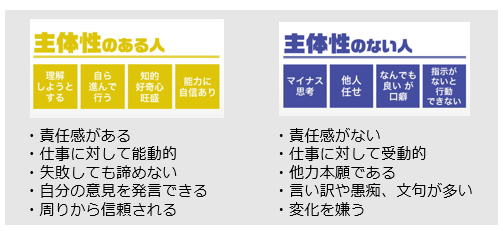 主体性のある人
理解
しようと
する
自ら
進んで
行う
知的
好奇心
旺盛
能力に
自信あり
・責任感がある
・仕事に対して能動的
・失敗しても諦めない
・自分の意見を発言できる
・周りから信頼される
主体性のない人
マイナス
思考
他人
任せ
なんでも
良い が
口癖
指示が
ないと
行動
できない
・責任感がない
・仕事に対して受動的
・他力本願である
・言い訳や愚痴、文句が多い
・変化を嫌う